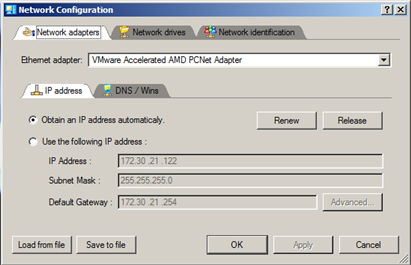 Network Configuration
Network adapters Network drives Network identification
Ethernet adapter: VMware Accelerated AMD PCNet Adapter
IP address DNS / Wins
Obtain an IP address automaticaly. Renew Release
Use the following IP address :
IP Address : 172.30 .21 .122
Subnet Mask : 255.255.255.0
Default Gateway : 172.30 .21 .254 Advanced...
Load from file Save to file OK Apply Cancel